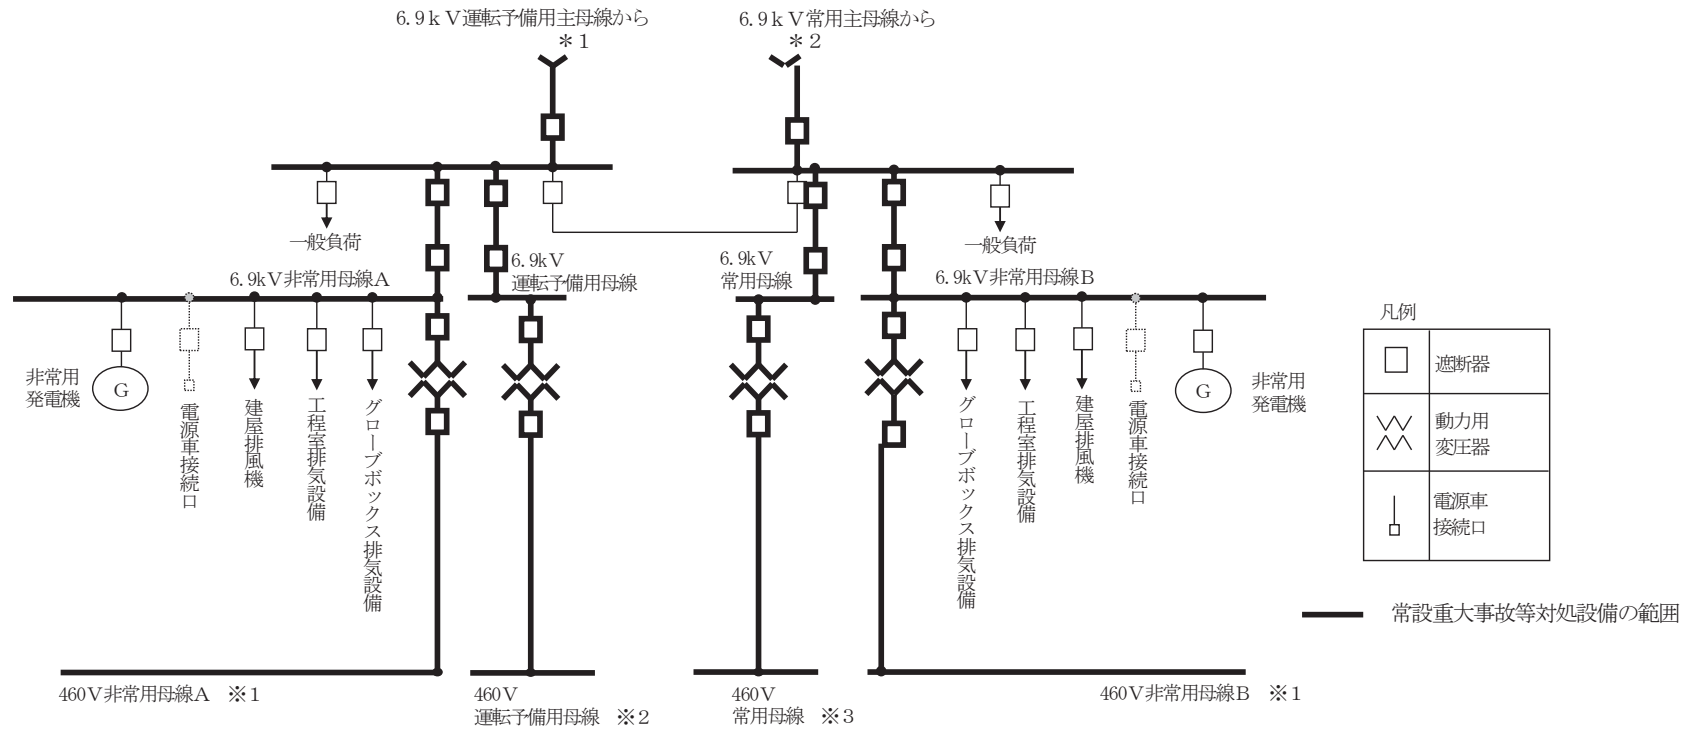 6.9kV運転予備用主母線から
＊1
6.9kV常用主母線から
＊2
一般負荷
一般負荷
6.9kV非常用母線A
6.9kV
運転予備用母線
6.9kV
常用母線
6.9kV非常用母線B
非常用
発電機
G
電源車接続口
建屋排風機
工程室排気設備
グローブボックス排気設備
グローブボックス排気設備
工程室排気設備
建屋排風機
電源車接続口
G
非常用
発電機
凡例
遮断器
動力用
変圧器
電源車
接続口
常設重大事故等対処設備の範囲
460V非常用母線A ※1
460V
運転予備用母線 ※2
460V
常用母線 ※3
460V非常用母線B ※1